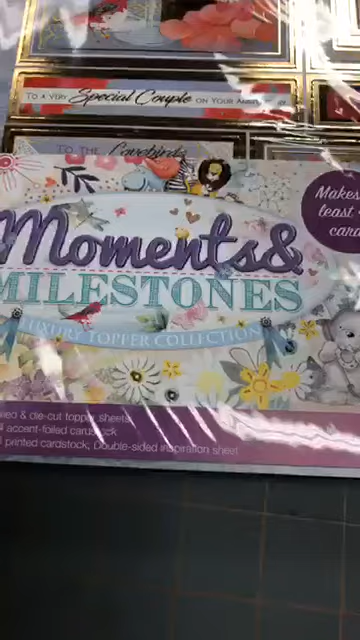 TO A VERY Special Couple ON YOUR
TO THE Lovebirds
Makes
least
card
Moments&
MILESTONES
LUXURY TOPPER COLLECTION
& die-cut topper sheets
accent-foiled cardstock
printed cardstock; Double-sided inspiration sheet